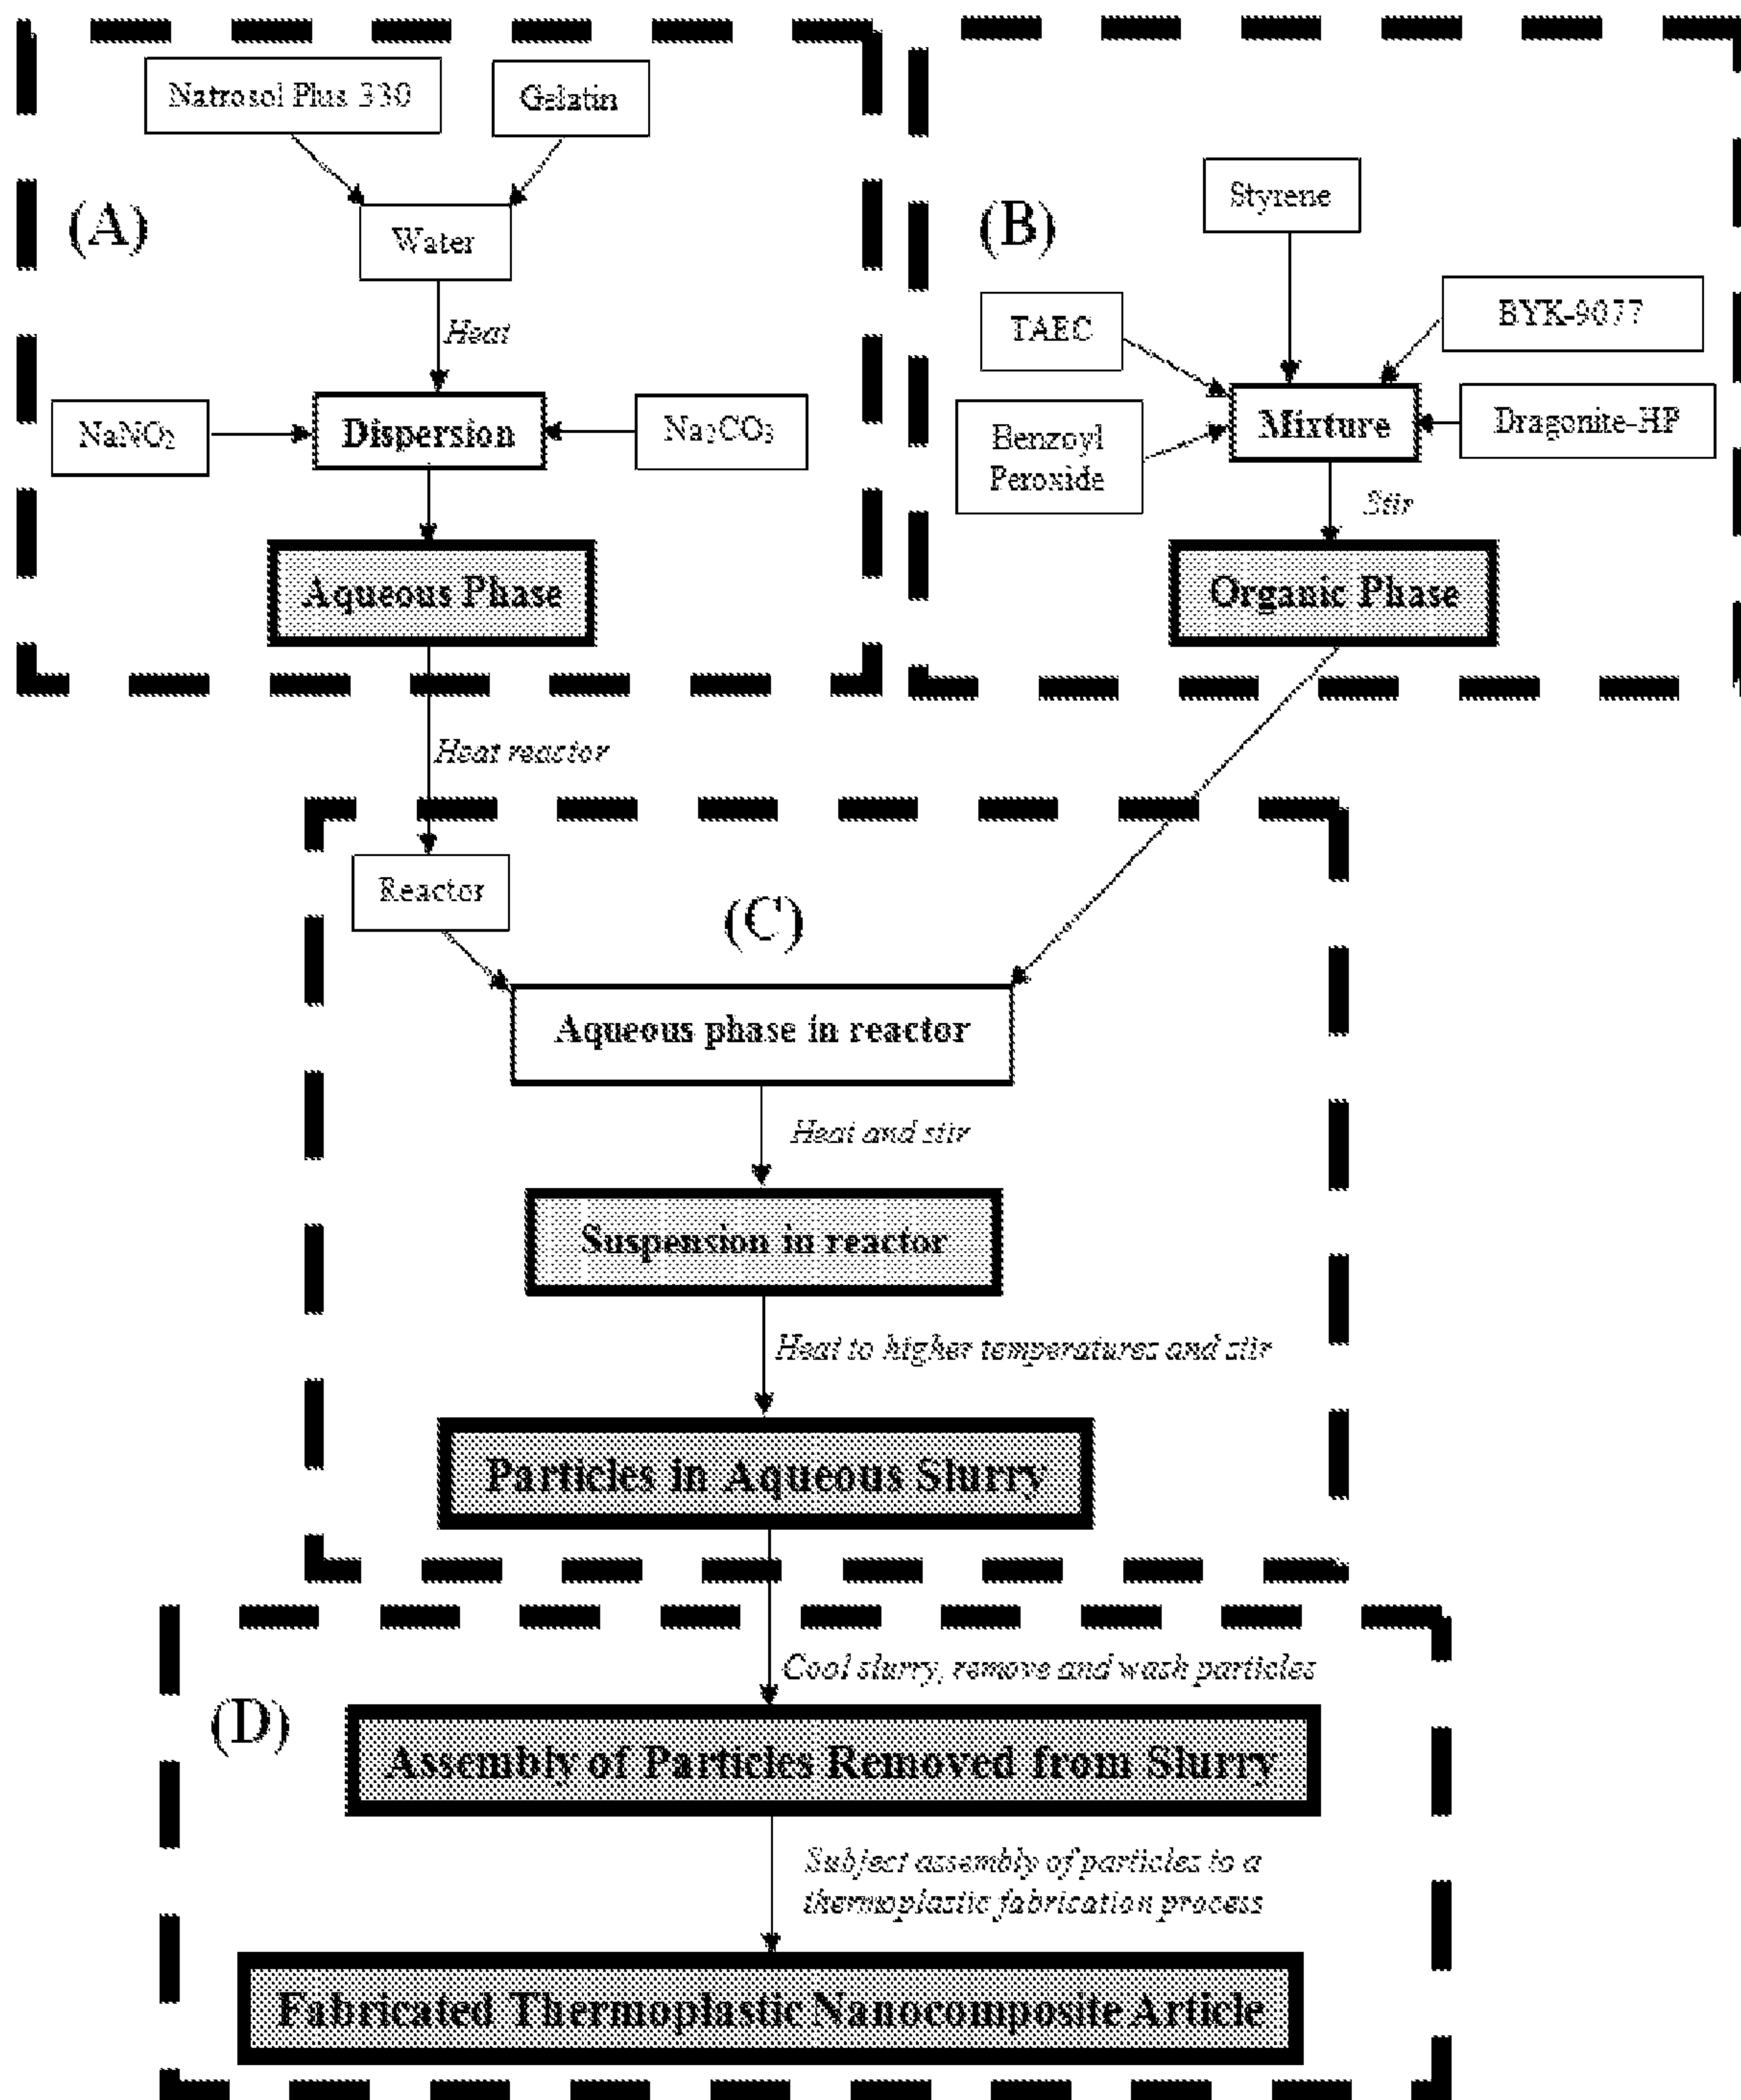 Natrosol Plus 330
Gelatin
(A)
Water
Heat
NaNO₂
Dispersion
Na₂CO₃
Aqueous Phase
(B)
Styrene
TAEC
BYK-9077
Benzoyl
Peroxide
Mixture
Dragonite-HP
Stir
Organic Phase
Heat reactor
Reactor
(C)
Aqueous phase in reactor
Heat and stir
Suspension in reactor
Heat to higher temperatures and stir
Particles in Aqueous Slurry
Cool slurry, remove and wash particles
(D)
Assembly of Particles Removed from Slurry
Subject assembly of particles to a
thermoplastic fabrication process
Fabricated Thermoplastic Nanocomposite Article